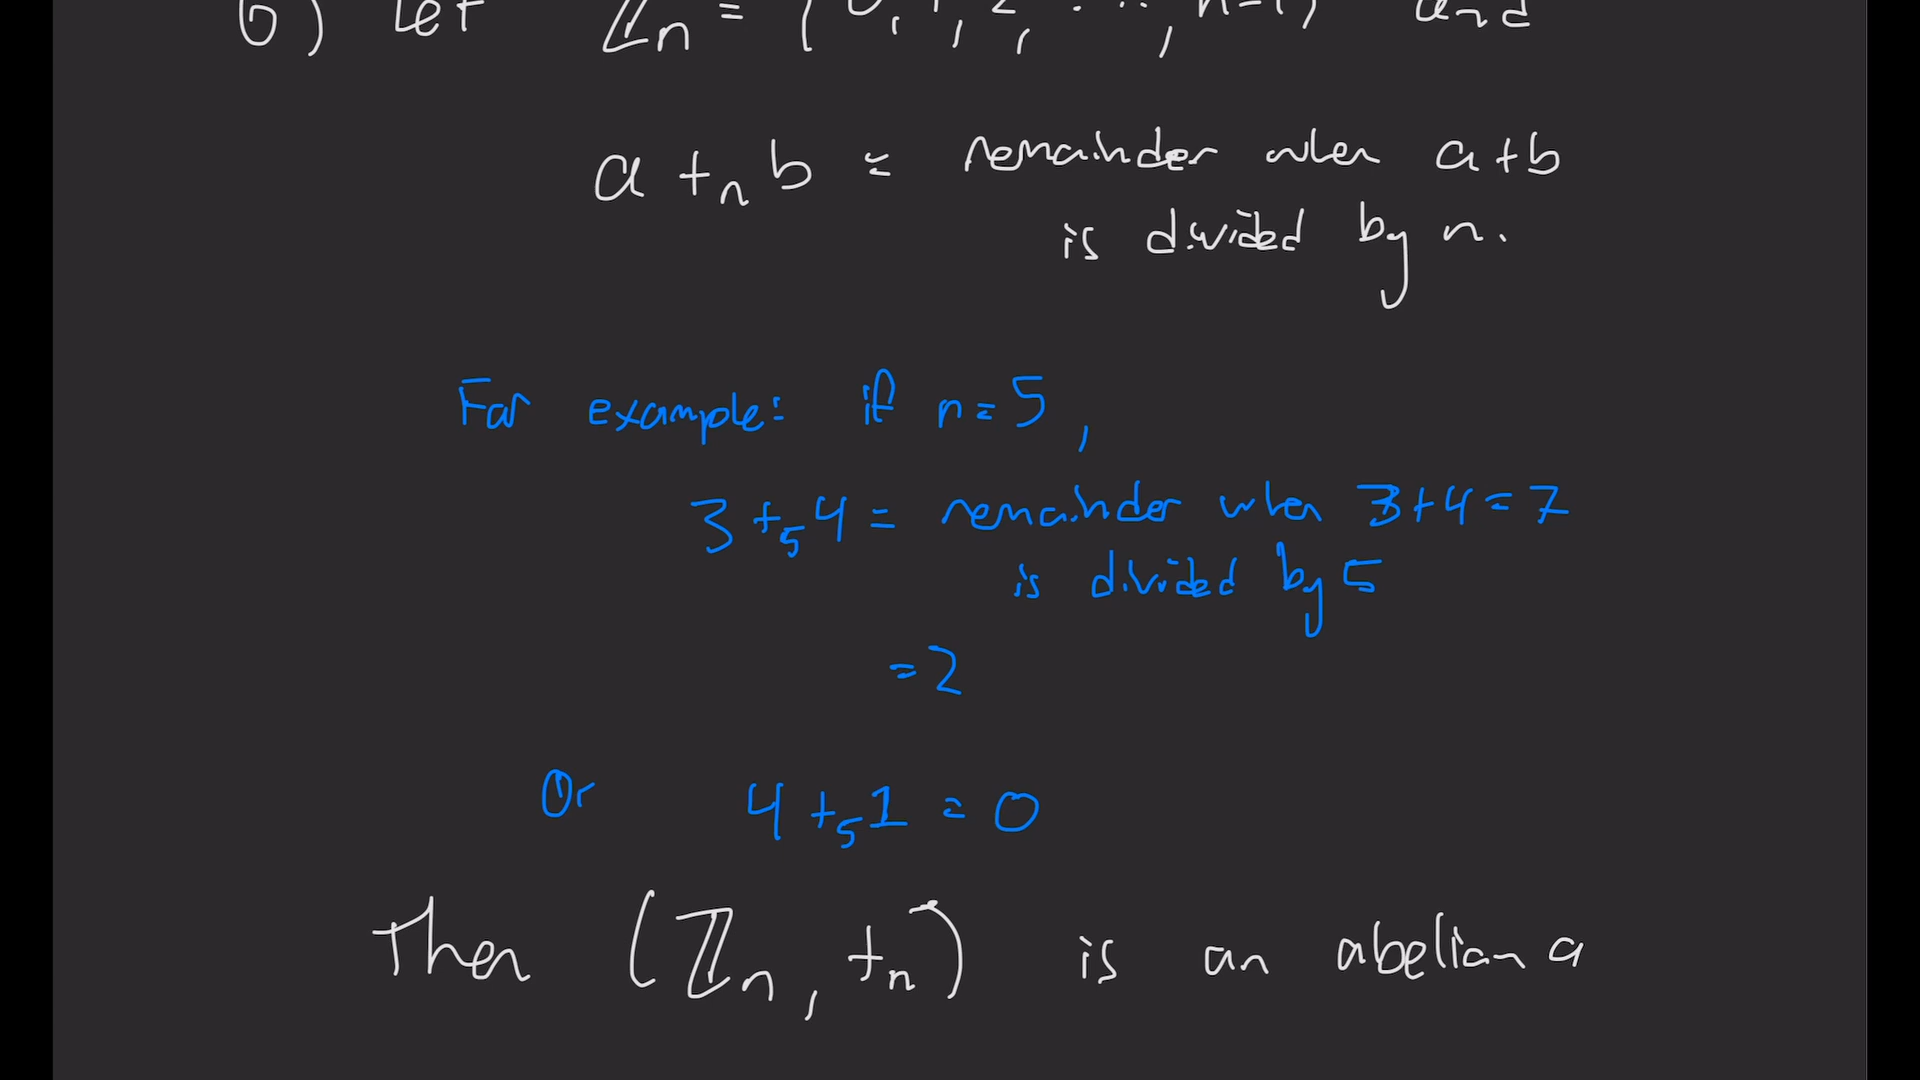 6) Let ℤn = {0, 1, 2, ..., n-1} and
a +n b = remainder when a+b
is divided by n.
For example: if n=5,
3 +5 4 = remainder when 3+4=7
is divided by 5
=2
Or 4 +5 1 = 0
Then (ℤn, +n) is an abelian a